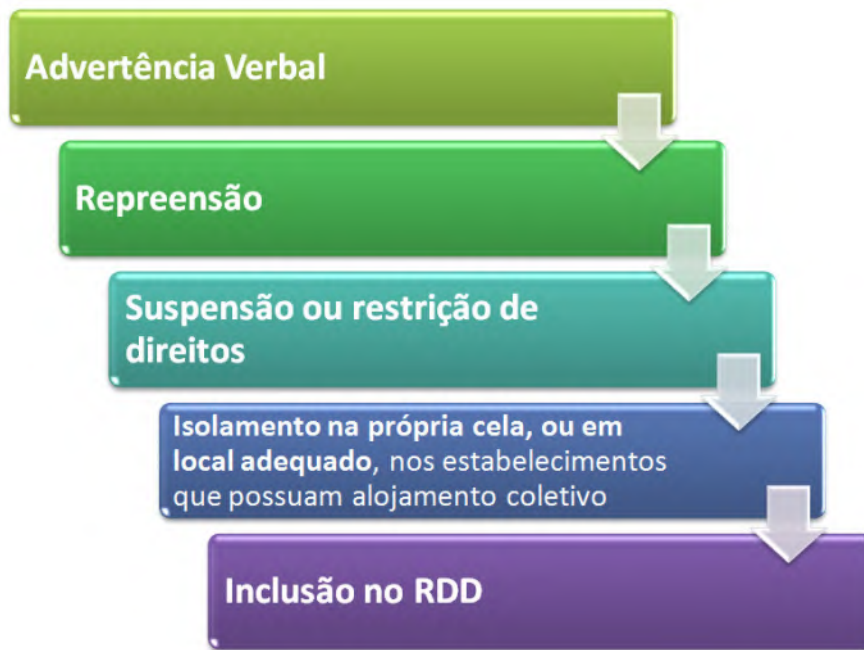 Advertência Verbal
Repreensão
Suspensão ou restrição de
direitos
Isolamento na própria cela, ou em
local adequado, nos estabelecimentos
que possuam alojamento coletivo
Inclusão no RDD